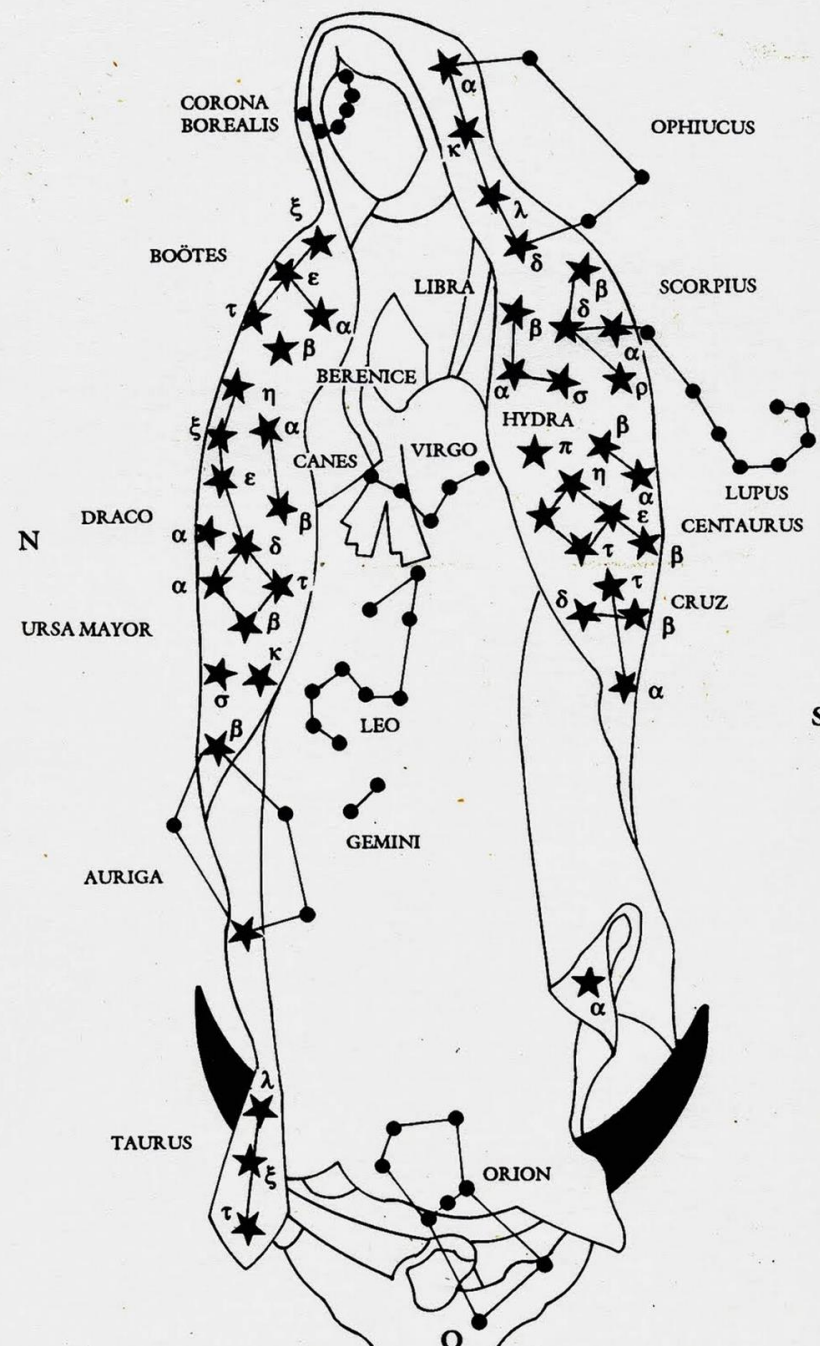 CORONA
BOREALIS
α
OPHIUCUS
κ
λ
ξ
BOÖTES
δ
ε
LIBRA
β
SCORPIUS
τ
α
β
δ
α
β
BERENICE
α
σ
ρ
η
HYDRA
ξ
α
CANES
VIRGO
π
β
ε
η
α
LUPUS
β
DRACO
α
δ
ε
CENTAURUS
N
τ
β
α
τ
τ
δ
CRUZ
URSA MAYOR
β
β
κ
σ
α
β
LEO
S
GEMINI
AURIGA
α
λ
TAURUS
ξ
ORION
τ
O